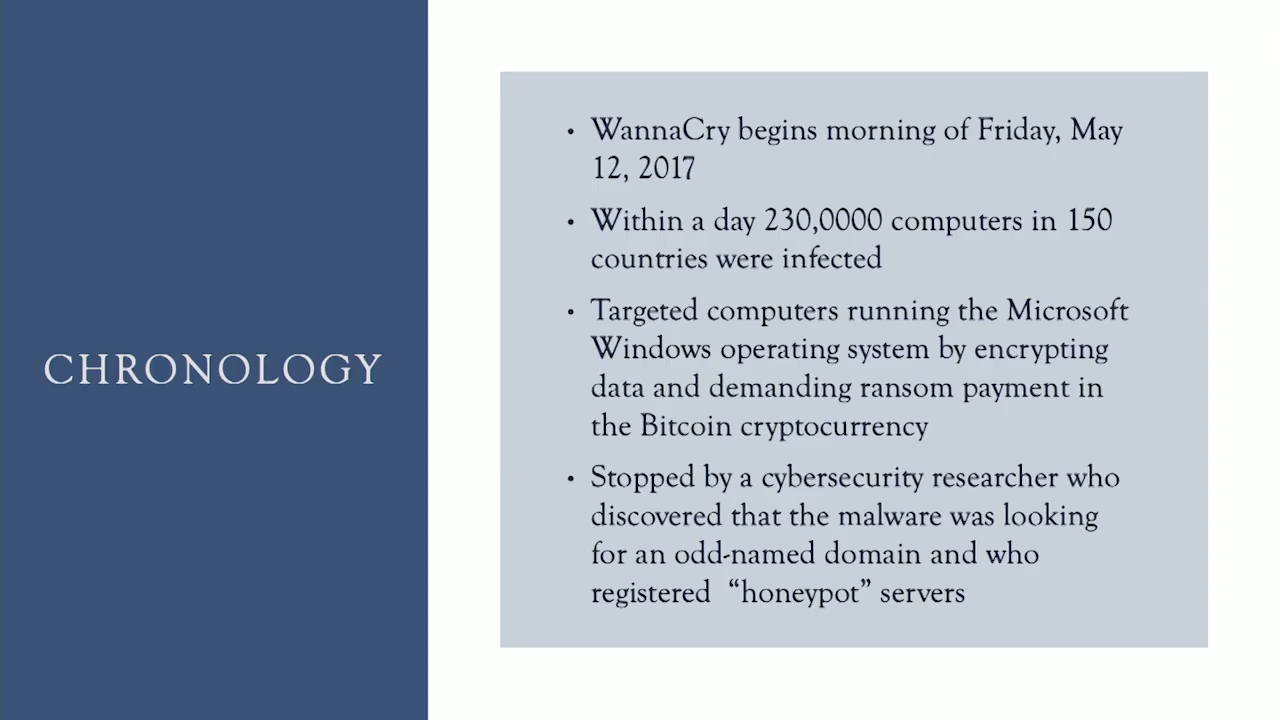 CHRONOLOGY
• WannaCry begins morning of Friday, May
12, 2017
• Within a day 230,0000 computers in 150
countries were infected
• Targeted computers running the Microsoft
Windows operating system by encrypting
data and demanding ransom payment in
the Bitcoin cryptocurrency
• Stopped by a cybersecurity researcher who
discovered that the malware was looking
for an odd-named domain and who
registered “honeypot” servers